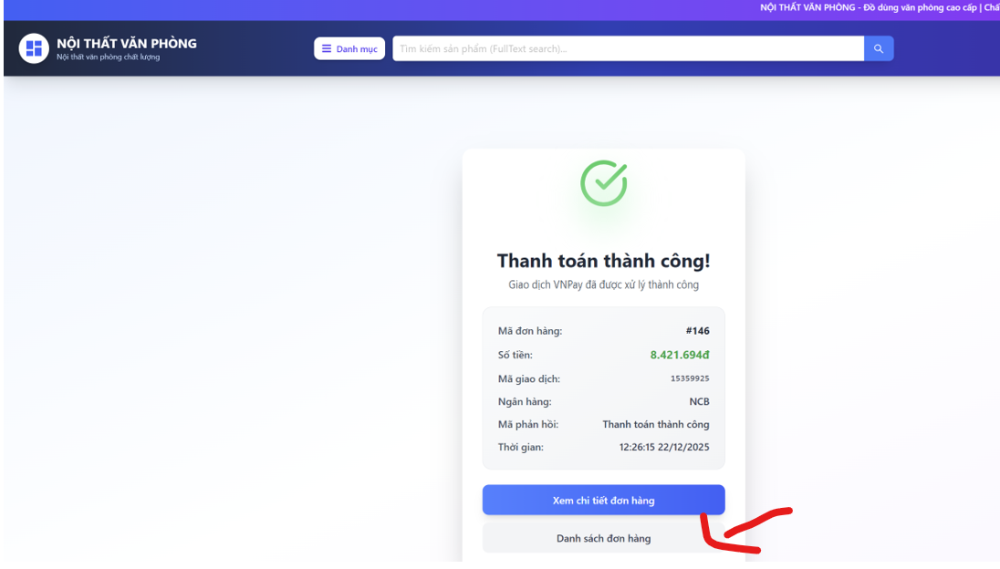 NỘI THẤT VĂN PHÒNG - Đồ dùng văn phòng cao cấp |
NỘI THẤT VĂN PHÒNG
Nội thất văn phòng chất lượng
Danh mục
Tìm kiếm sản phẩm (FullText search)...
Thanh toán thành công!
Giao dịch VNPay đã được xử lý thành công
Mã đơn hàng: #146
Số tiền: 8.421.694đ
Mã giao dịch: 15359925
Ngân hàng: NCB
Mã phản hồi: Thanh toán thành công
Thời gian: 12:26:15 22/12/2025
Xem chi tiết đơn hàng
Danh sách đơn hàng